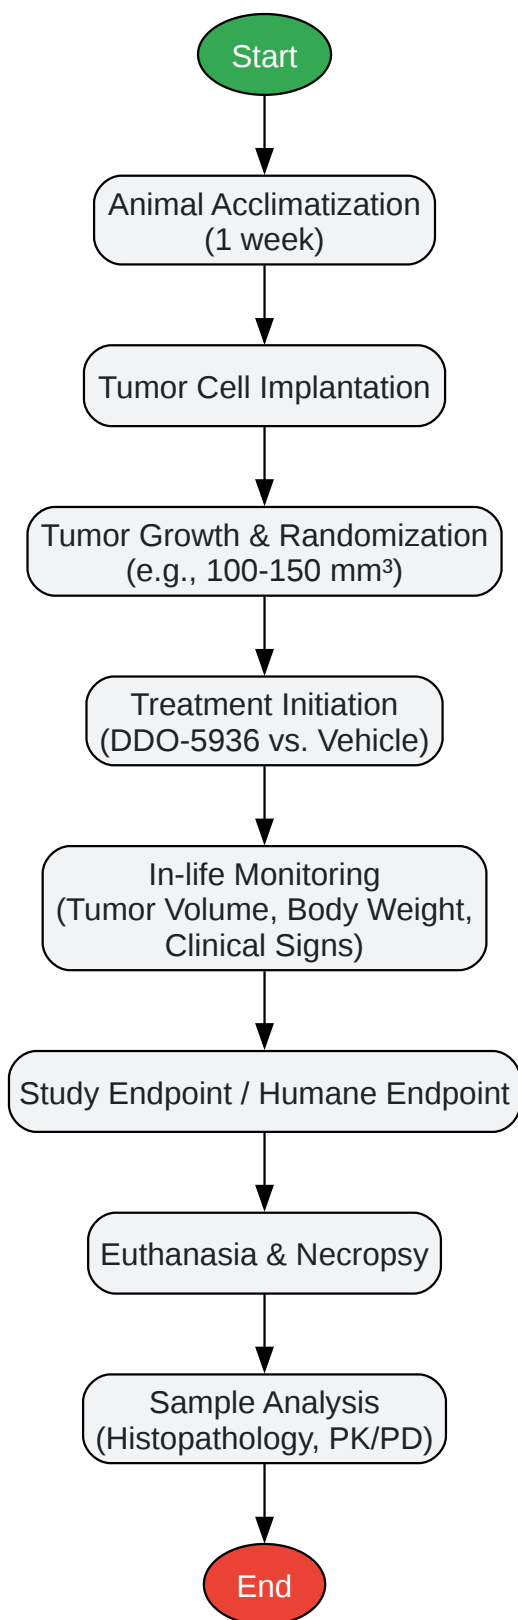 Start
Animal Acclimatization
(1 week)
Tumor Cell Implantation
Tumor Growth & Randomization
(e.g., 100-150 mm³)
Treatment Initiation
(DDO-5936 vs. Vehicle)
In-life Monitoring
(Tumor Volume, Body Weight,
Clinical Signs)
Study Endpoint / Humane Endpoint
Euthanasia & Necropsy
Sample Analysis
(Histopathology, PK/PD)
End